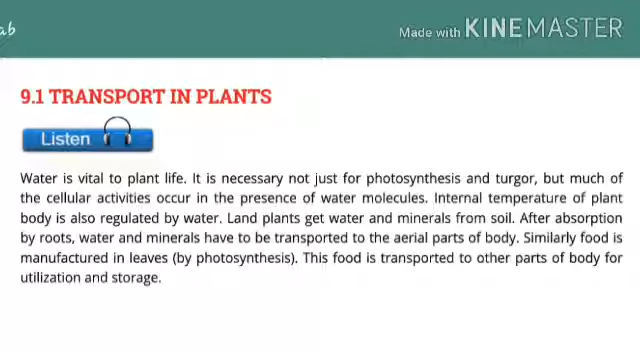 ab
Made with KINEMASTER
9.1 TRANSPORT IN PLANTS
Listen
Water is vital to plant life. It is necessary not just for photosynthesis and turgor, but much of
the cellular activities occur in the presence of water molecules. Internal temperature of plant
body is also regulated by water. Land plants get water and minerals from soil. After absorption
by roots, water and minerals have to be transported to the aerial parts of body. Similarly food is
manufactured in leaves (by photosynthesis). This food is transported to other parts of body for
utilization and storage.